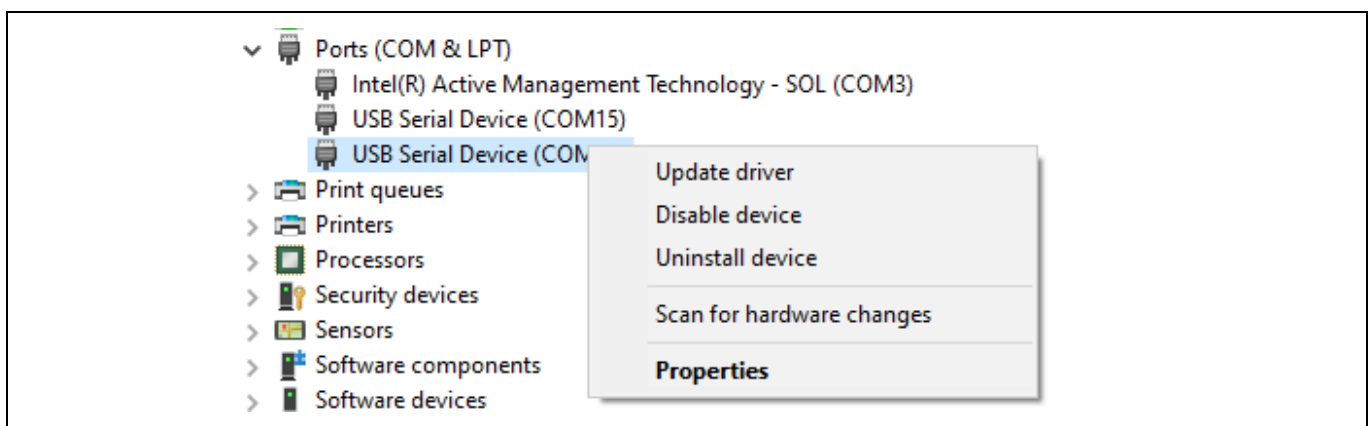 Ports (COM & LPT)
Intel(R) Active Management Technology - SOL (COM3)
USB Serial Device (COM15)
USB Serial Device (COM
Print queues
Printers
Processors
Security devices
Sensors
Software components
Software devices
Update driver
Disable device
Uninstall device
Scan for hardware changes
Properties